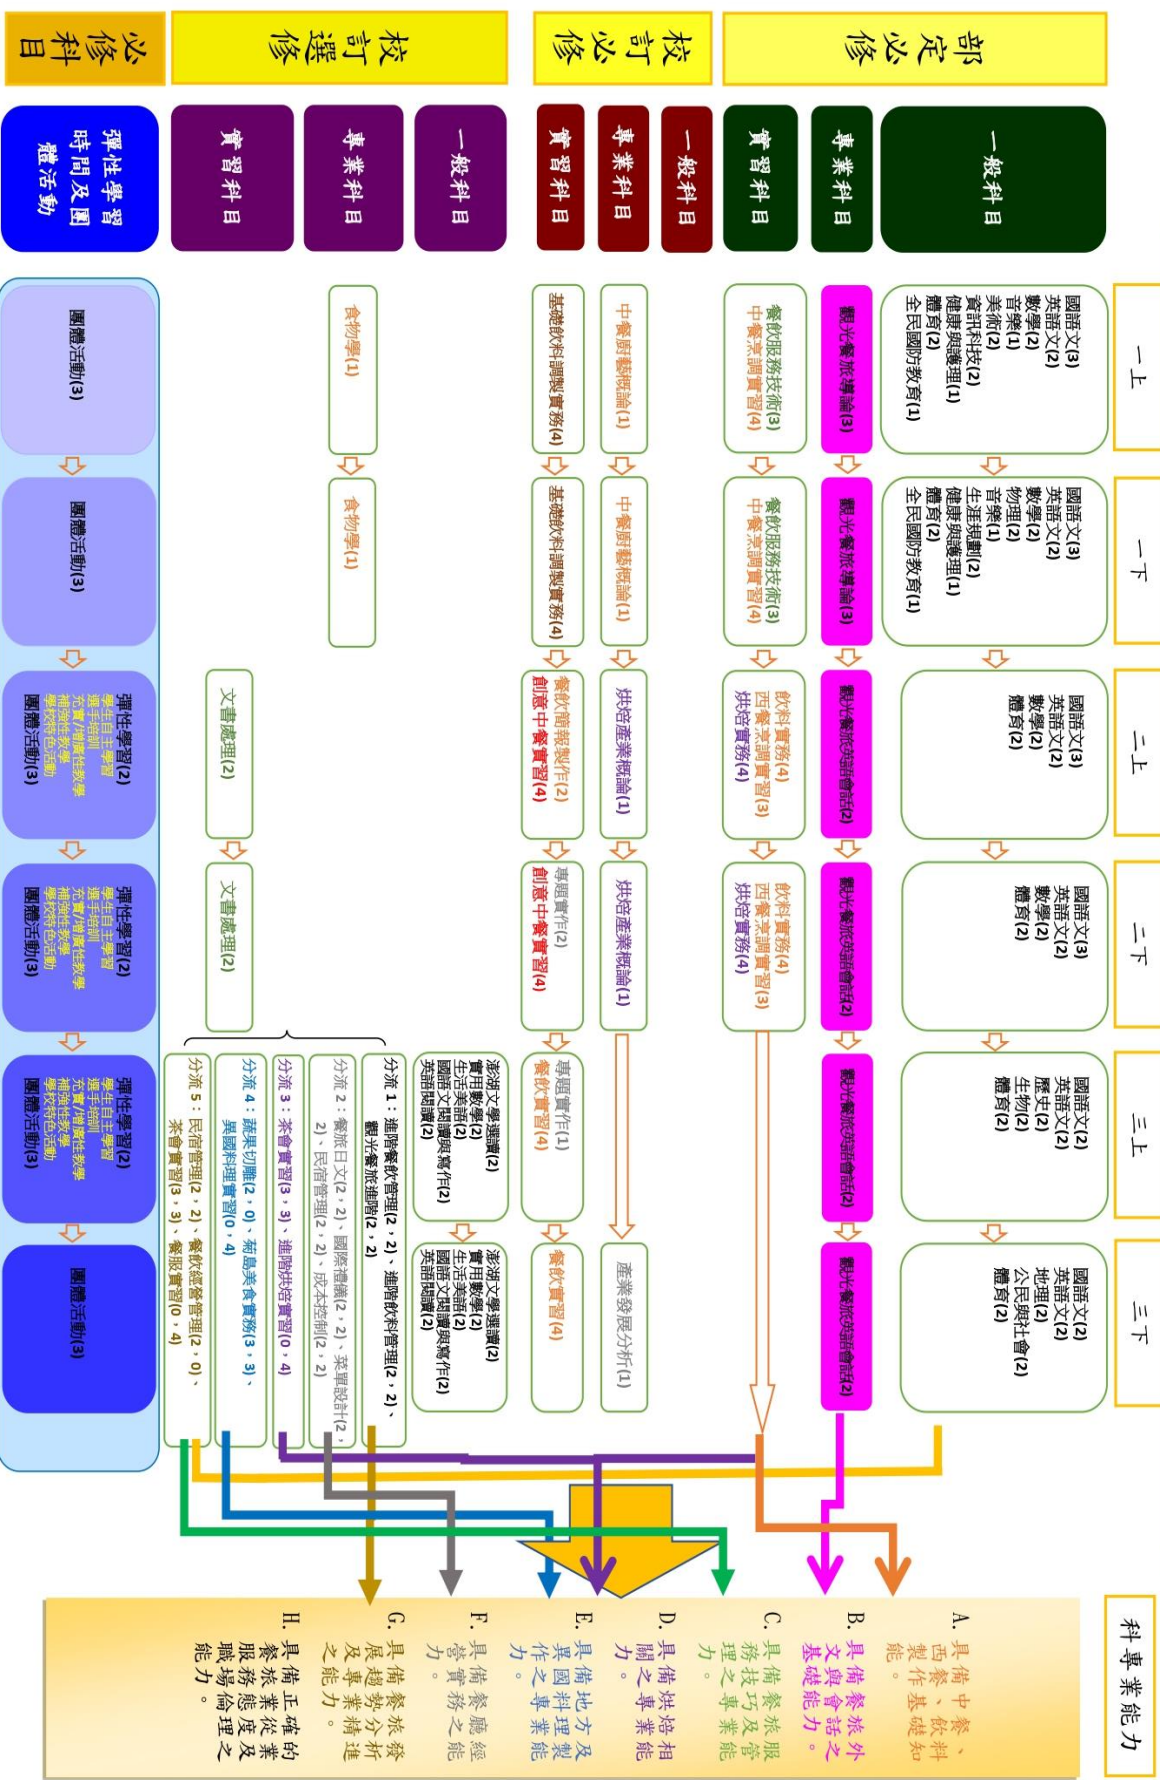 一上
一下
二上
二下
三上
三下
科專業能力
部定必修
一般科目
國語文(3)
英語文(2)
數學(2)
音樂(1)
美術(2)
資訊科技(2)
健康與護理(1)
體育(2)
全民國防教育(1)
國語文(3)
英語文(2)
數學(2)
物理(2)
音樂(1)
生涯規劃(2)
健康與護理(1)
體育(2)
全民國防教育(1)
國語文(3)
英語文(2)
數學(2)
體育(2)
國語文(3)
英語文(2)
數學(2)
體育(2)
國語文(2)
英語文(2)
歷史(2)
生物(2)
體育(2)
國語文(2)
英語文(2)
地理(2)
公民與社會(2)
體育(2)
專業科目
觀光餐旅導論(3)
觀光餐旅導論(3)
觀光餐旅英語會話(2)
觀光餐旅英語會話(2)
觀光餐旅英語會話(2)
觀光餐旅英語會話(2)
實習科目
餐飲服務技術(3)
中餐烹調實習(4)
餐飲服務技術(3)
中餐烹調實習(4)
飲料實務(4)
西餐烹調實習(3)
烘焙實務(4)
飲料實務(4)
西餐烹調實習(3)
烘焙實務(4)
校訂必修
一般科目
專業科目
中餐廚藝概論(1)
中餐廚藝概論(1)
烘焙產業概論(1)
烘焙產業概論(1)
產業發展分析(1)
實習科目
基礎飲料調製實務(4)
基礎飲料調製實務(4)
餐飲簡報製作(2)
創意中餐實習(4)
專題實作(2)
創意中餐實習(4)
專題實作(1)
餐飲實習(4)
餐飲實習(4)
校訂選修
一般科目
澎湖文學選讀(2)
實用數學(2)
生活美語(2)
國語文閱讀與寫作(2)
英語閱讀(2)
澎湖文學選讀(2)
實用數學(2)
生活美語(2)
國語文閱讀與寫作(2)
英語閱讀(2)
專業科目
食物學(1)
食物學(1)
實習科目
文書處理(2)
文書處理(2)
分流 1：進階餐飲管理(2，2)、進階飲料管理(2，2)、
觀光餐旅進階(2，2)
分流 2：餐旅日文(2，2)、國際禮儀(2，2)、菜單設計(2，
2)、民宿管理(2，2)、成本控制(2，2)
分流 3：茶會實習(3，3)、進階烘焙實習(0，4)
分流 4：蔬果切雕(2，0)、菊島美食實務(3，3)、
異國料理實習(0，4)
分流 5：民宿管理(2，2)、餐飲經營管理(2，0)、
茶會實習(3，3)、餐服實習(0，4)
必修科目
彈性學習
時間及團
體活動
團體活動(3)
團體活動(3)
彈性學習(2)
學生自主學習
選手培訓
充實/增廣性教學
補強性教學
學校特色活動
團體活動(3)
彈性學習(2)
學生自主學習
選手培訓
充實/增廣性教學
補強性教學
學校特色活動
團體活動(3)
彈性學習(2)
學生自主學習
選手培訓
充實/增廣性教學
補強性教學
學校特色活動
團體活動(3)
團體活動(3)
A. 具備中餐、
西餐、飲料
製作基礎知
能。
B. 具備餐旅外
文與會話之
基礎能力。
C. 具備餐旅服
務技巧及管
理之專業能
力。
D. 具備烘焙相
關之專業能
力。
E. 具備地方及
異國料理製
作之專業能
力。
F. 具備餐廳經
營實務之能
力。
G. 具備餐旅發
展趨勢分析
及專業精進
之能力。
H. 具備正確的
餐旅業從業
服務態度及
職場倫理之
能力。